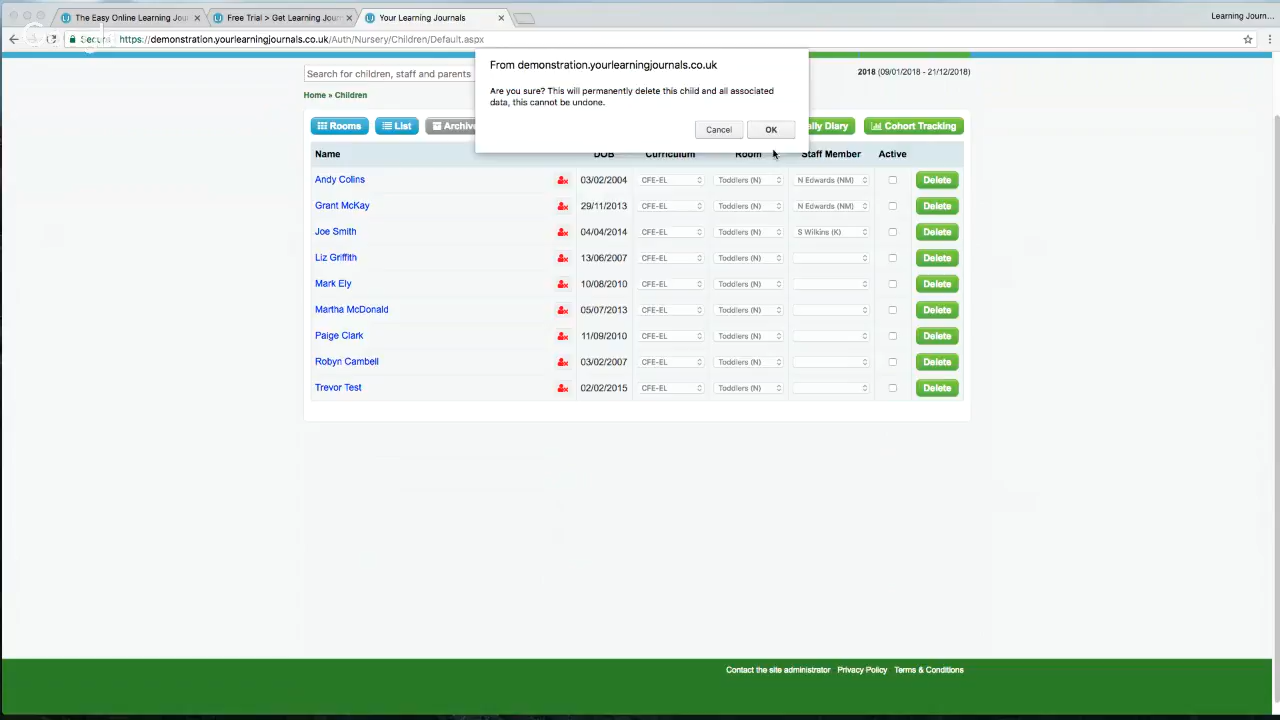 The Easy Online Learning Jou
Free Trial > Get Learning Jour
Your Learning Journals
Learning Journ...
Secure
https://demonstration.yourlearningjournals.co.uk/Auth/Nursery/Children/Default.aspx
From demonstration.yourlearningjournals.co.uk
Are you sure? This will permanently delete this child and all associated
data, this cannot be undone.
Cancel OK
Search for children, staff and parents
2018 (09/01/2018 - 21/12/2018)
Home » Children
Rooms List Archiv ily Diary Cohort Tracking
Name DOB Curriculum Room Staff Member Active
Andy Colins 03/02/2004 CFE-EL Toddlers (N) N Edwards (NM) Delete
Grant McKay 29/11/2013 CFE-EL Toddlers (N) N Edwards (NM) Delete
Joe Smith 04/04/2014 CFE-EL Toddlers (N) S Wilkins (K) Delete
Liz Griffith 13/06/2007 CFE-EL Toddlers (N) Delete
Mark Ely 10/08/2010 CFE-EL Toddlers (N) Delete
Martha McDonald 05/07/2013 CFE-EL Toddlers (N) Delete
Paige Clark 11/09/2010 CFE-EL Toddlers (N) Delete
Robyn Cambell 03/02/2007 CFE-EL Toddlers (N) Delete
Trevor Test 02/02/2015 CFE-EL Toddlers (N) Delete
Contact the site administrator Privacy Policy Terms & Conditions